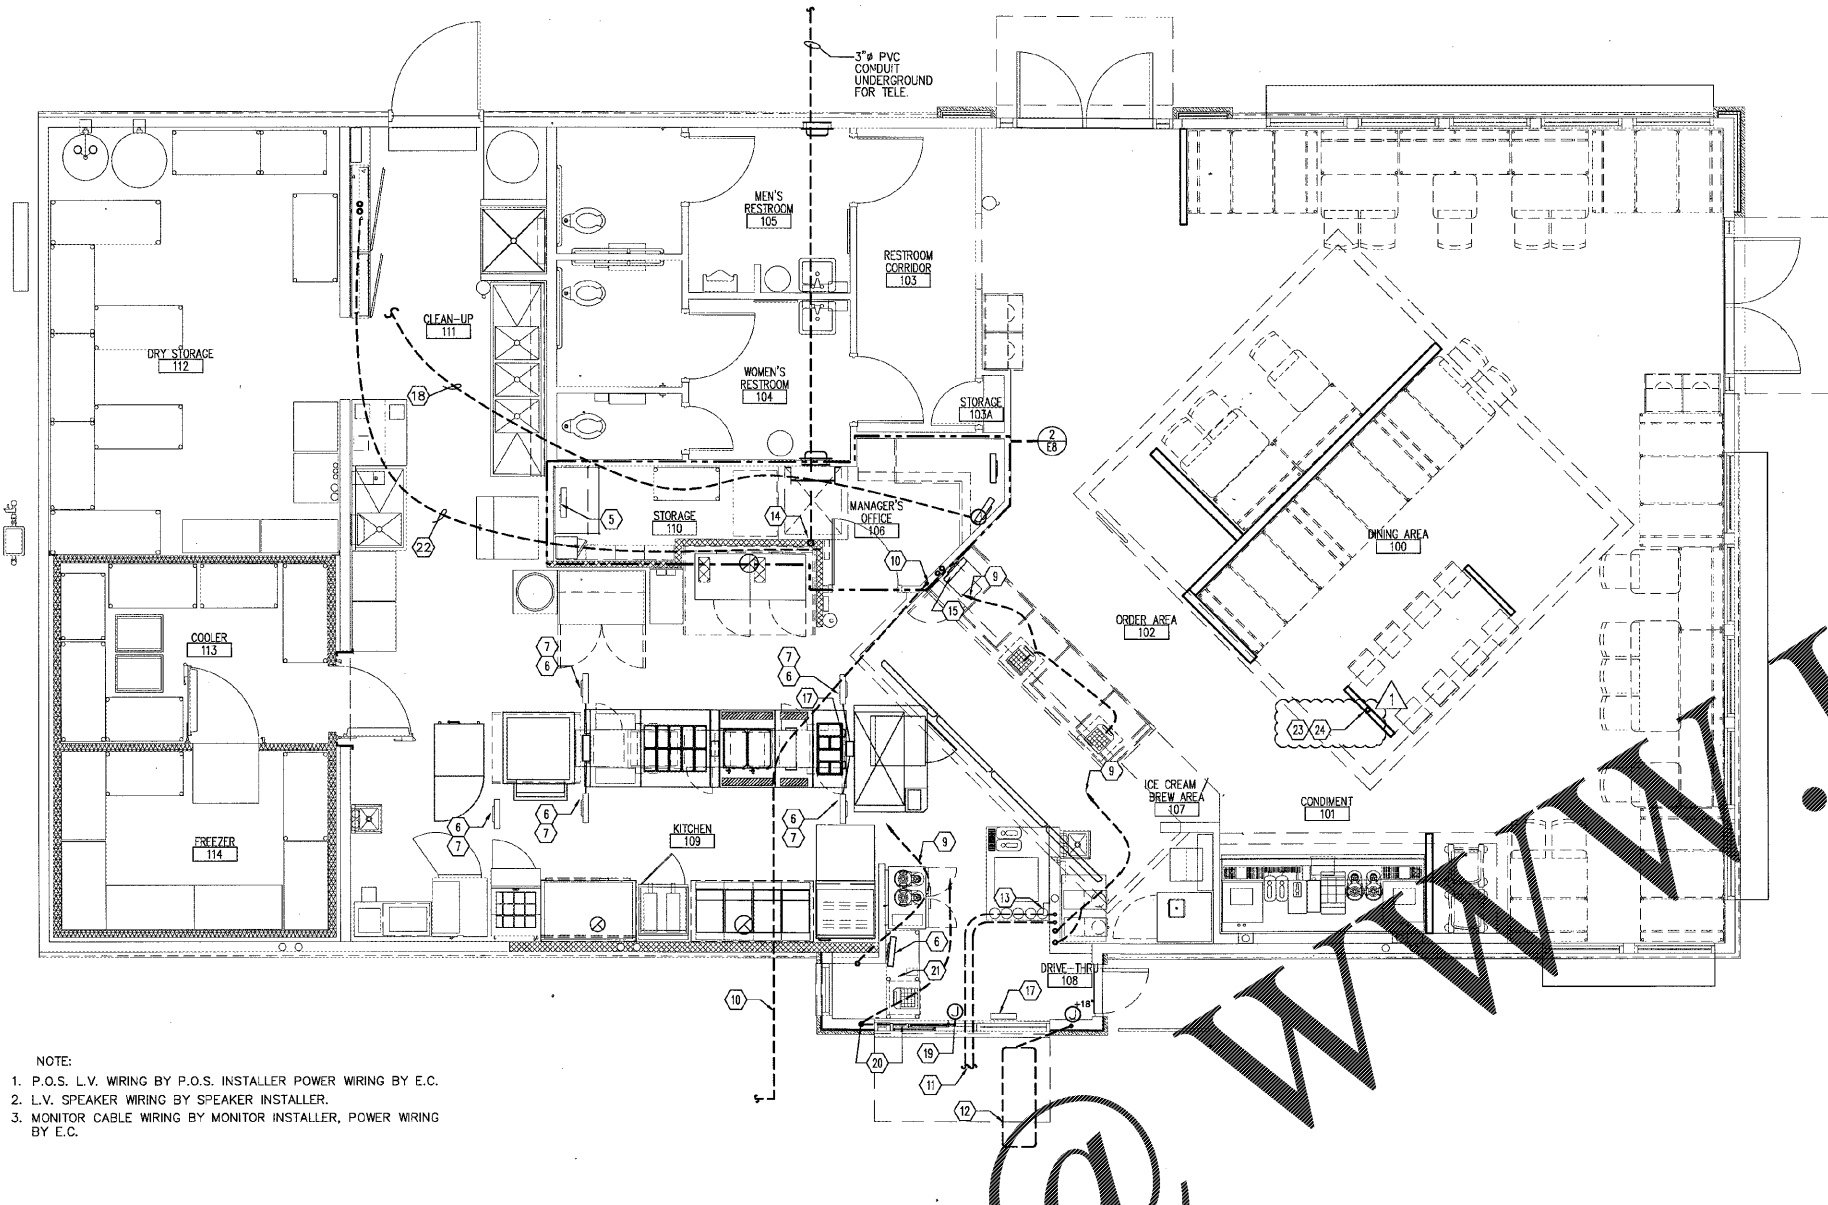 3"ø PVC
CONDUIT
UNDERGROUND
FOR TELE.
MEN'S
RESTROOM
105
RESTROOM
CORRIDOR
103
CLEAN-UP
111
DRY STORAGE
112
WOMEN'S
RESTROOM
104
18
STORAGE
103A
2
E8
5
STORAGE
110
14
MANAGER'S
OFFICE
106
22
DINING AREA
100
10
9
15
ORDER AREA
102
COOLER
113
7
6
7
6
17
1
23
24
9
ICE CREAM
BREW AREA
107
CONDIMENT
101
6
7
6
7
6
7
KITCHEN
109
9
FREEZER
114
13
6
21
DRIVE-THRU
108
10
17
+18"
J
J
20
19
11
12
NOTE:
1. P.O.S. L.V. WIRING BY P.O.S. INSTALLER POWER WIRING BY E.C.
2. L.V. SPEAKER WIRING BY SPEAKER INSTALLER.
3. MONITOR CABLE WIRING BY MONITOR INSTALLER, POWER WIRING
BY E.C.
@ www.